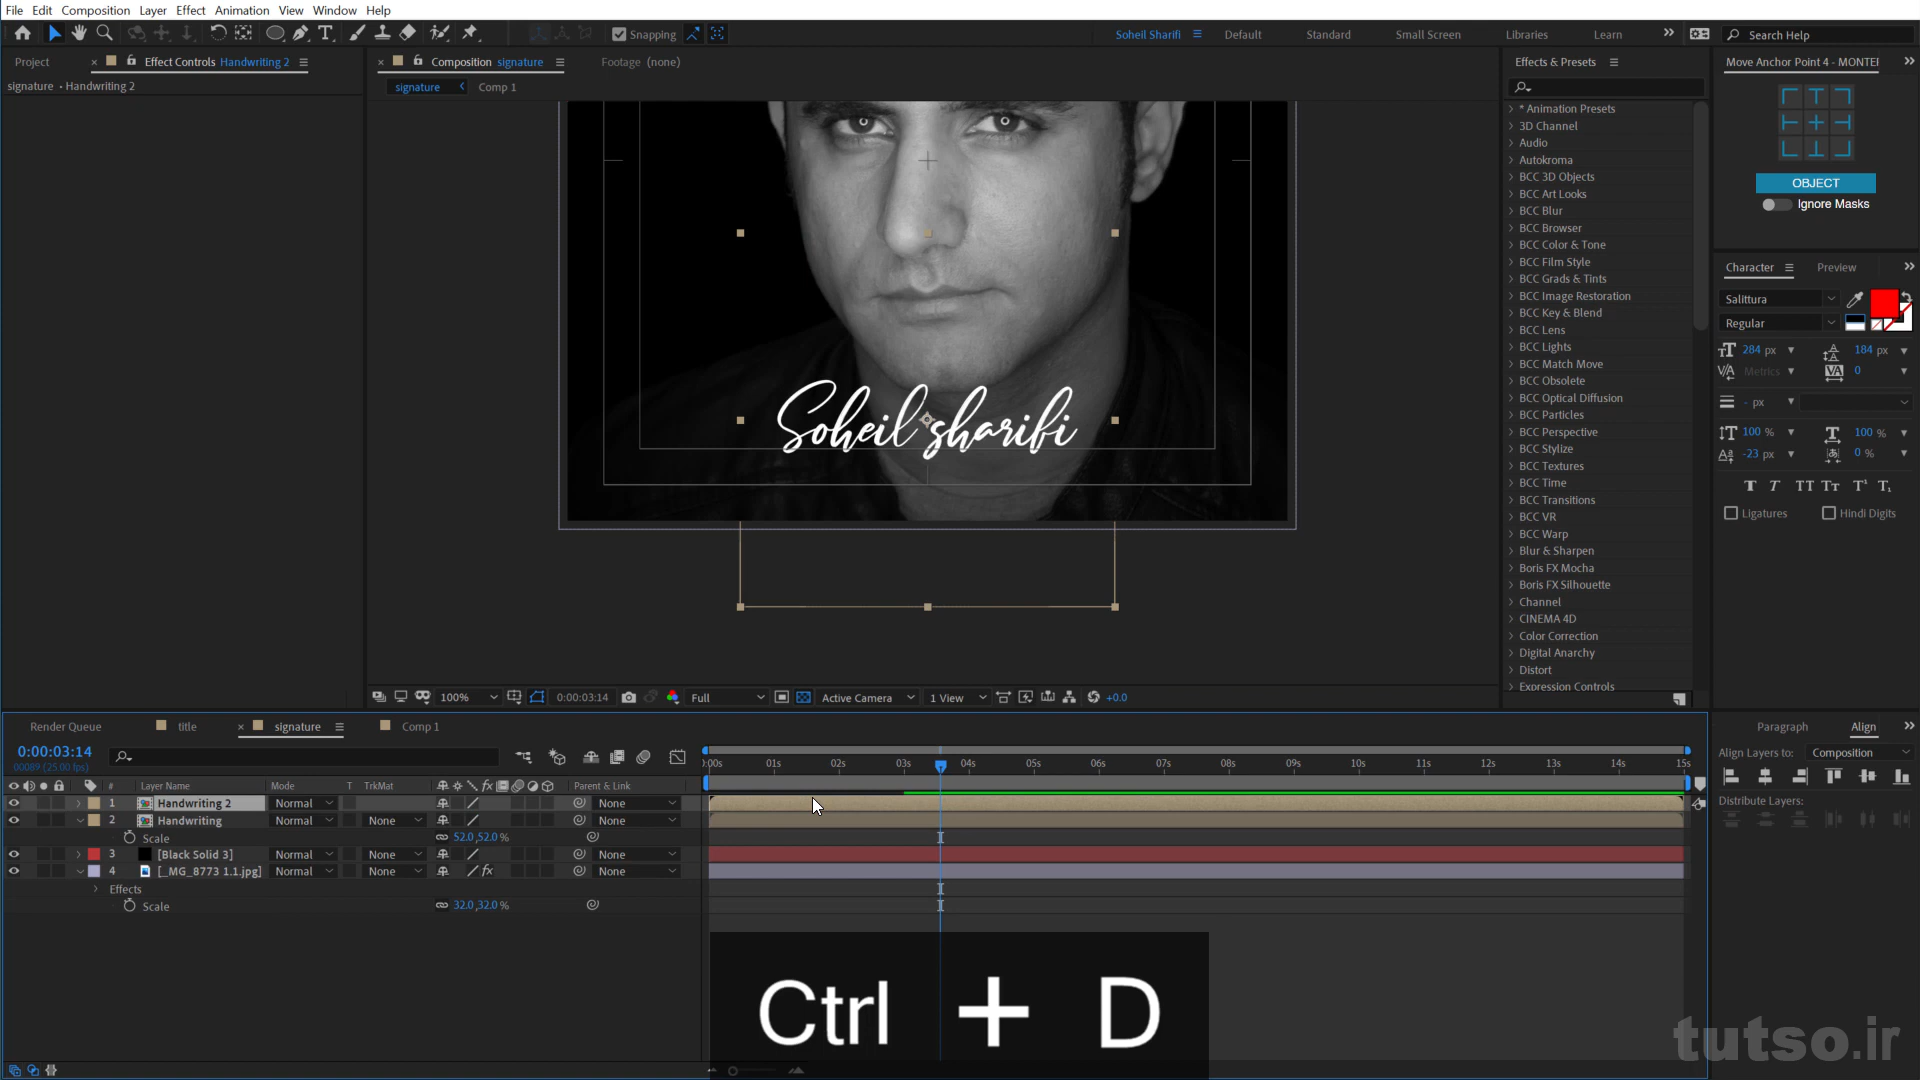 File Edit Composition Layer Effect Animation View Window Help
Snapping
Soheil Sharifi Default Standard Small Screen Libraries Learn Search Help
Project Effect Controls Handwriting 2
signature • Handwriting 2
Composition signature Footage (none)
signature Comp 1
Soheil sharifi
100% 0:00:03:14 Full Active Camera 1 View +0.0
Effects & Presets
* Animation Presets
3D Channel
Audio
Autokroma
BCC 3D Objects
BCC Art Looks
BCC Blur
BCC Browser
BCC Color & Tone
BCC Film Style
BCC Grads & Tints
BCC Image Restoration
BCC Key & Blend
BCC Lens
BCC Lights
BCC Match Move
BCC Obsolete
BCC Optical Diffusion
BCC Particles
BCC Perspective
BCC Stylize
BCC Textures
BCC Time
BCC Transitions
BCC VR
BCC Warp
Blur & Sharpen
Boris FX Mocha
Boris FX Silhouette
Channel
CINEMA 4D
Color Correction
Digital Anarchy
Distort
Expression Controls
Move Anchor Point 4 - MONTER
OBJECT
Ignore Masks
Character Preview
Salittura
Regular
284 px 184 px
Metrics 0
- px
100 % 100 %
-23 px 0 %
Ligatures Hindi Digits
Render Queue title signature Comp 1
0:00:03:14
00089 (25.00 fps)
:00s 01s 02s 03s 04s 05s 06s 07s 08s 09s 10s 11s 12s 13s 15s
# Layer Name Mode T TrkMat Parent & Link
1 Handwriting 2 Normal None
2 Handwriting Normal None None
Scale 52.0,52.0 %
3 [Black Solid 3] Normal None None
4 [_MG_8773 1.1.jpg] Normal None None
Effects
Scale 32.0,32.0 %
Paragraph Align
Align Layers to: Composition
Distribute Layers:
Ctrl + D
tutso.ir